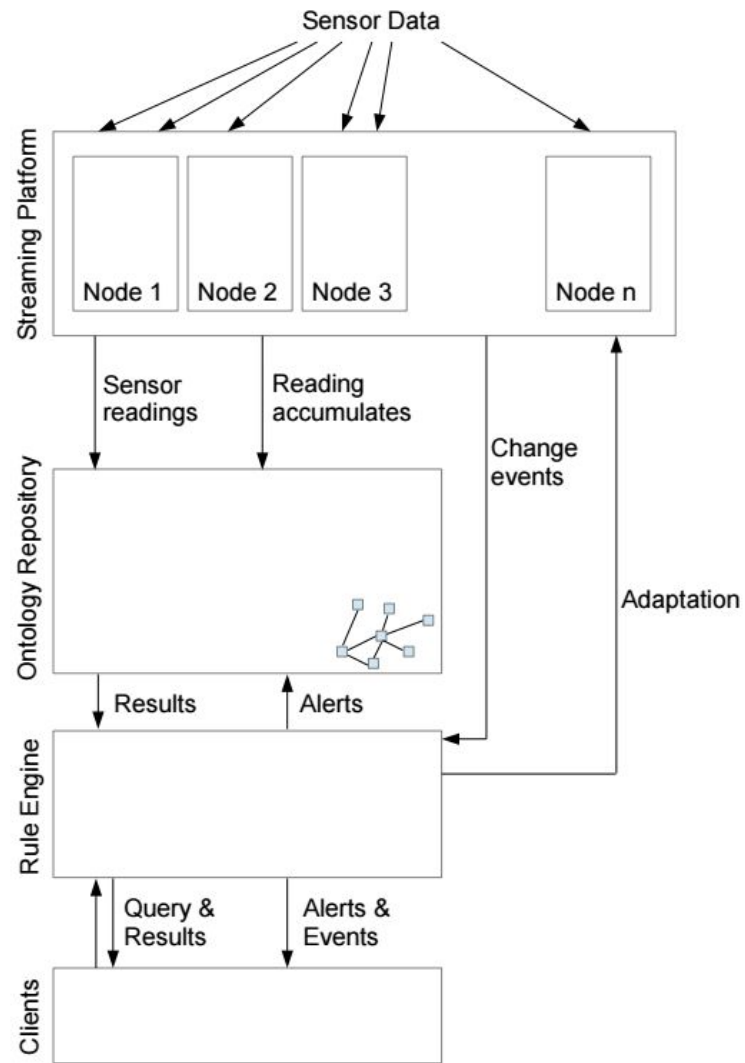 Sensor Data
Streaming Platform
Node 1
Node 2
Node 3
Node n
Sensor
readings
Reading
accumulates
Change
events
Ontology Repository
Adaptation
Results
Alerts
Rule Engine
Query &
Results
Alerts &
Events
Clients